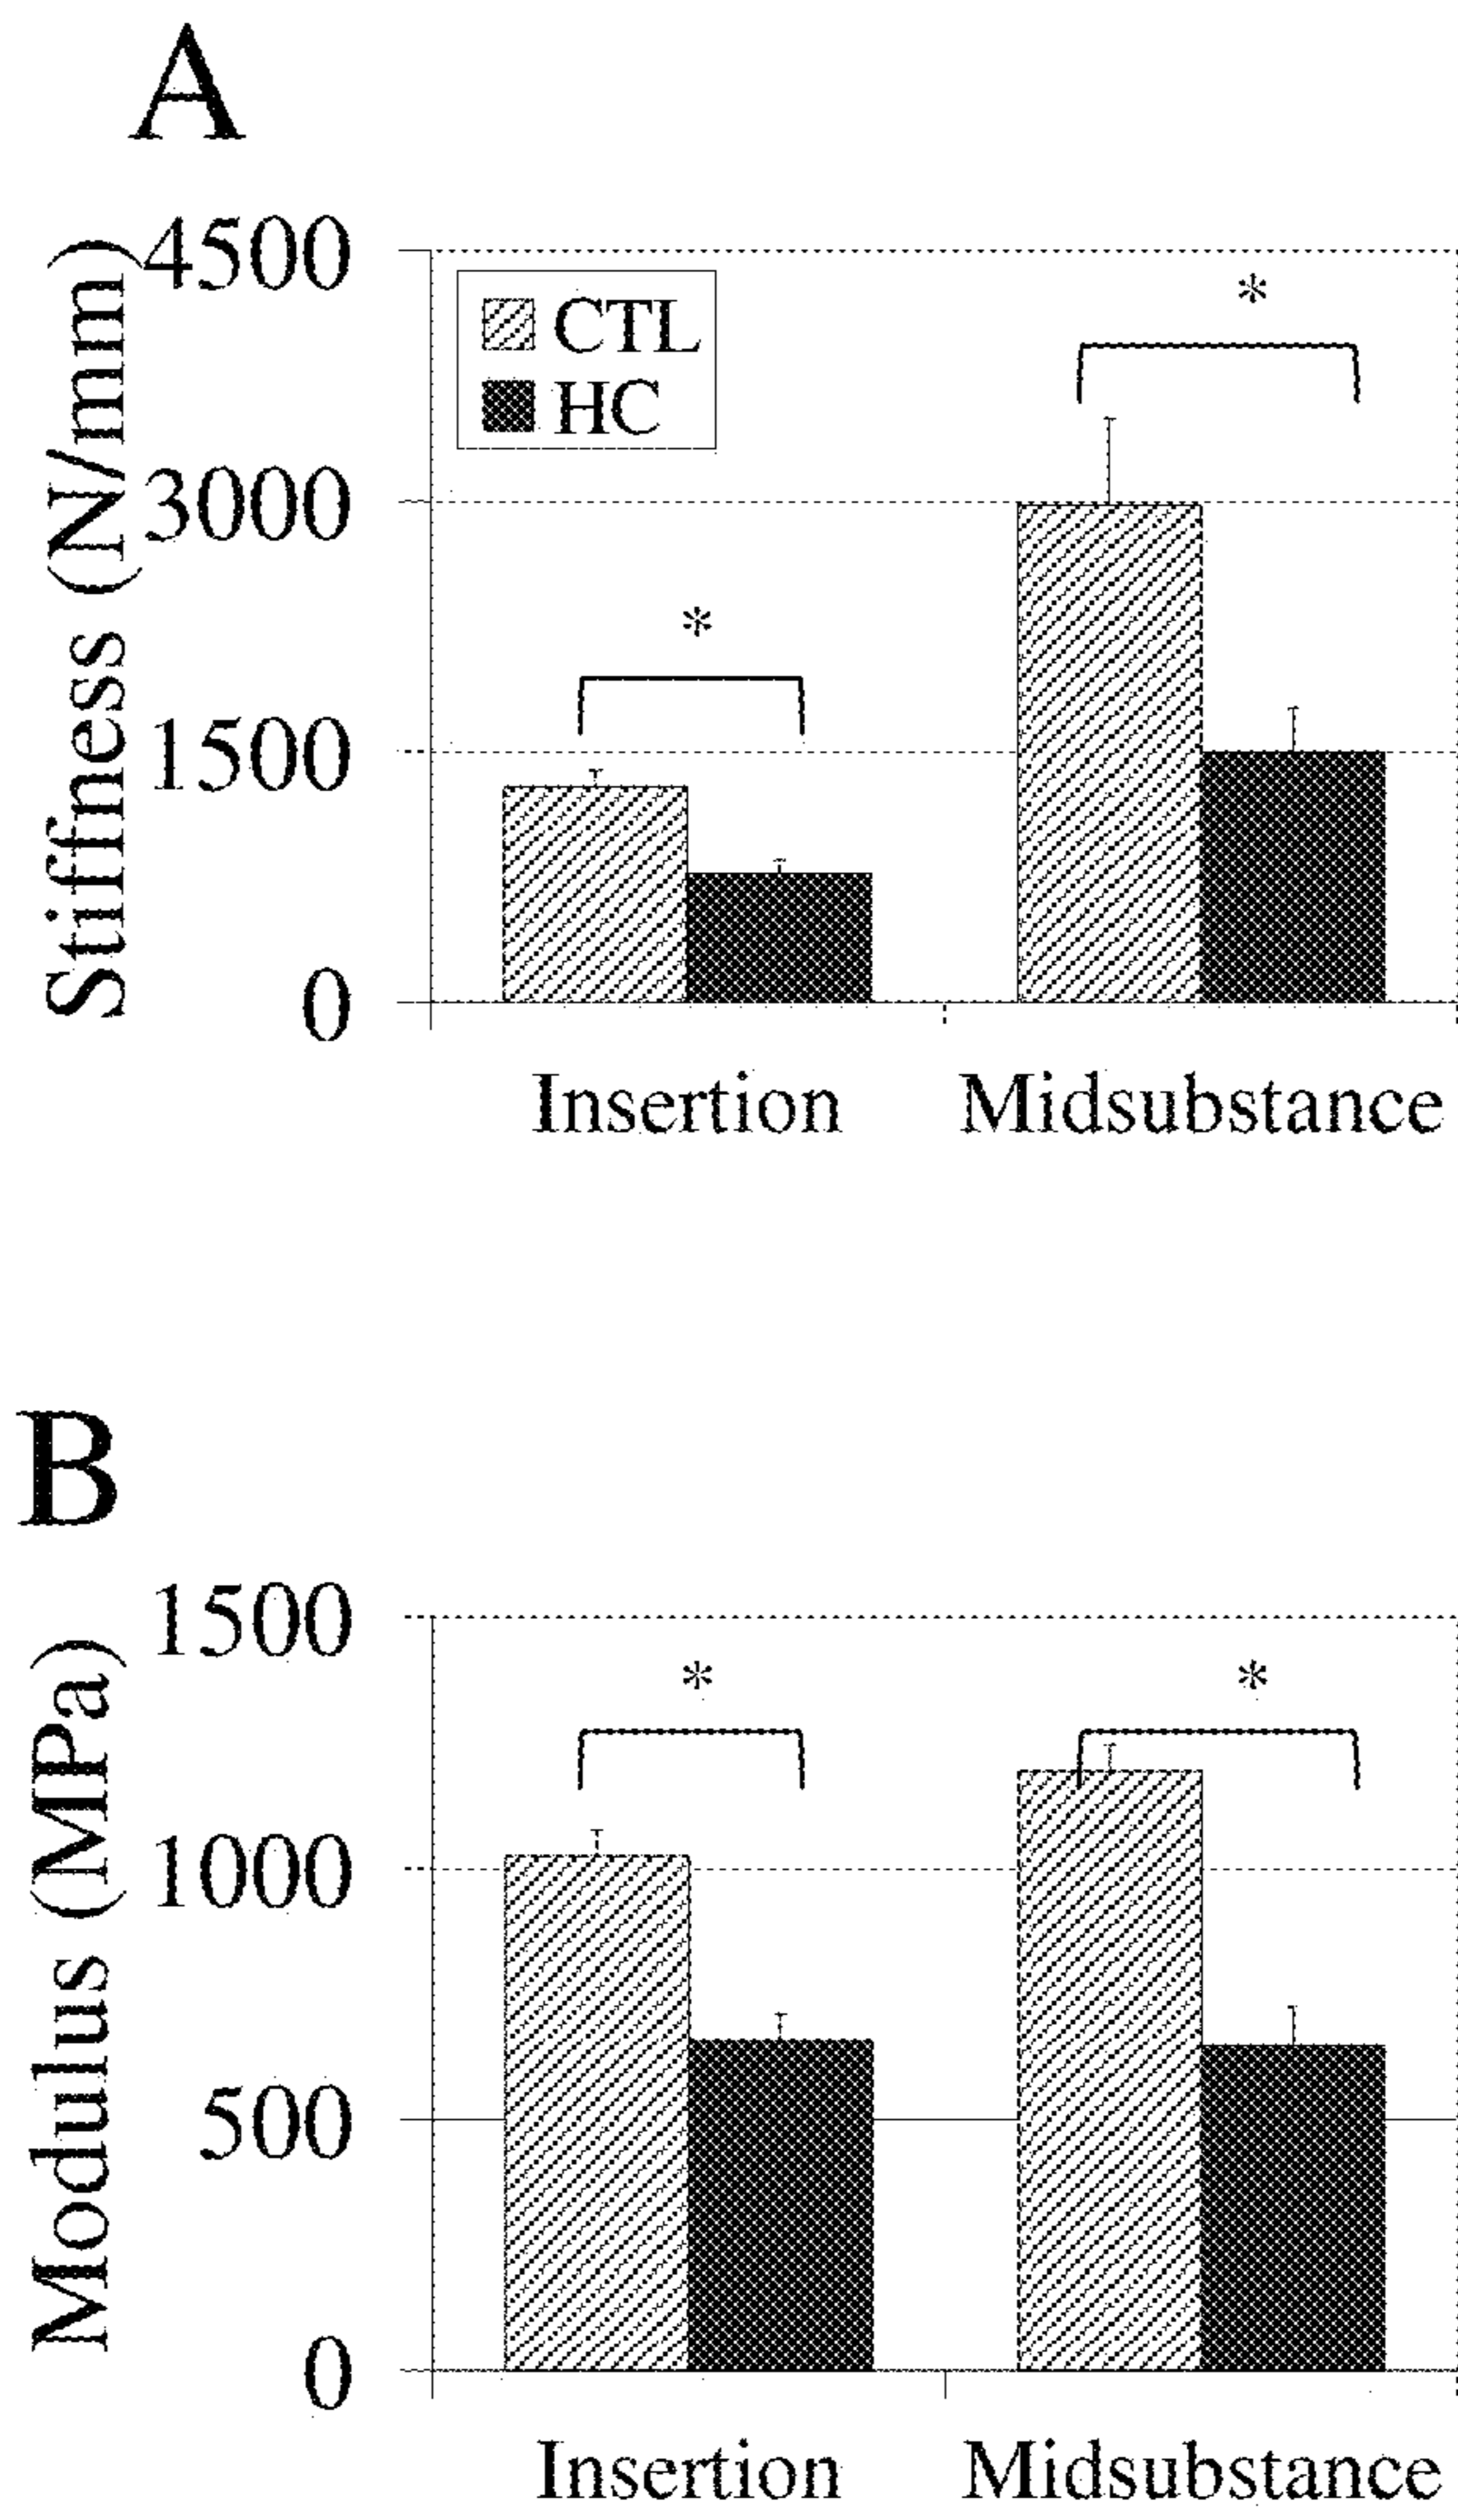 A
Stiffness (N/mm)
4500
3000
1500
0
CTL
HC
*
*
Insertion Midsubstance
B
Modulus (MPa)
1500
1000
500
0
* *
Insertion Midsubstance